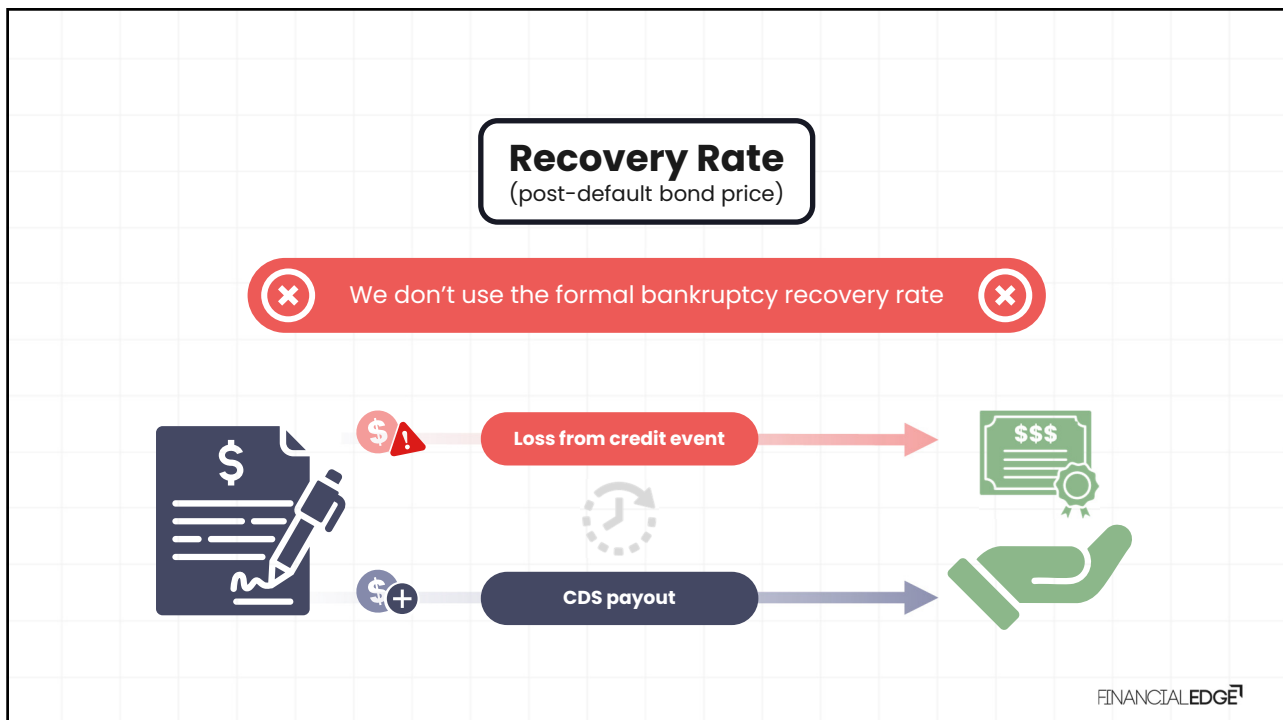 Recovery Rate
(post-default bond price)
We don’t use the formal bankruptcy recovery rate
$
$
Loss from credit event
$$$
$
CDS payout
FINANCIALEDGE